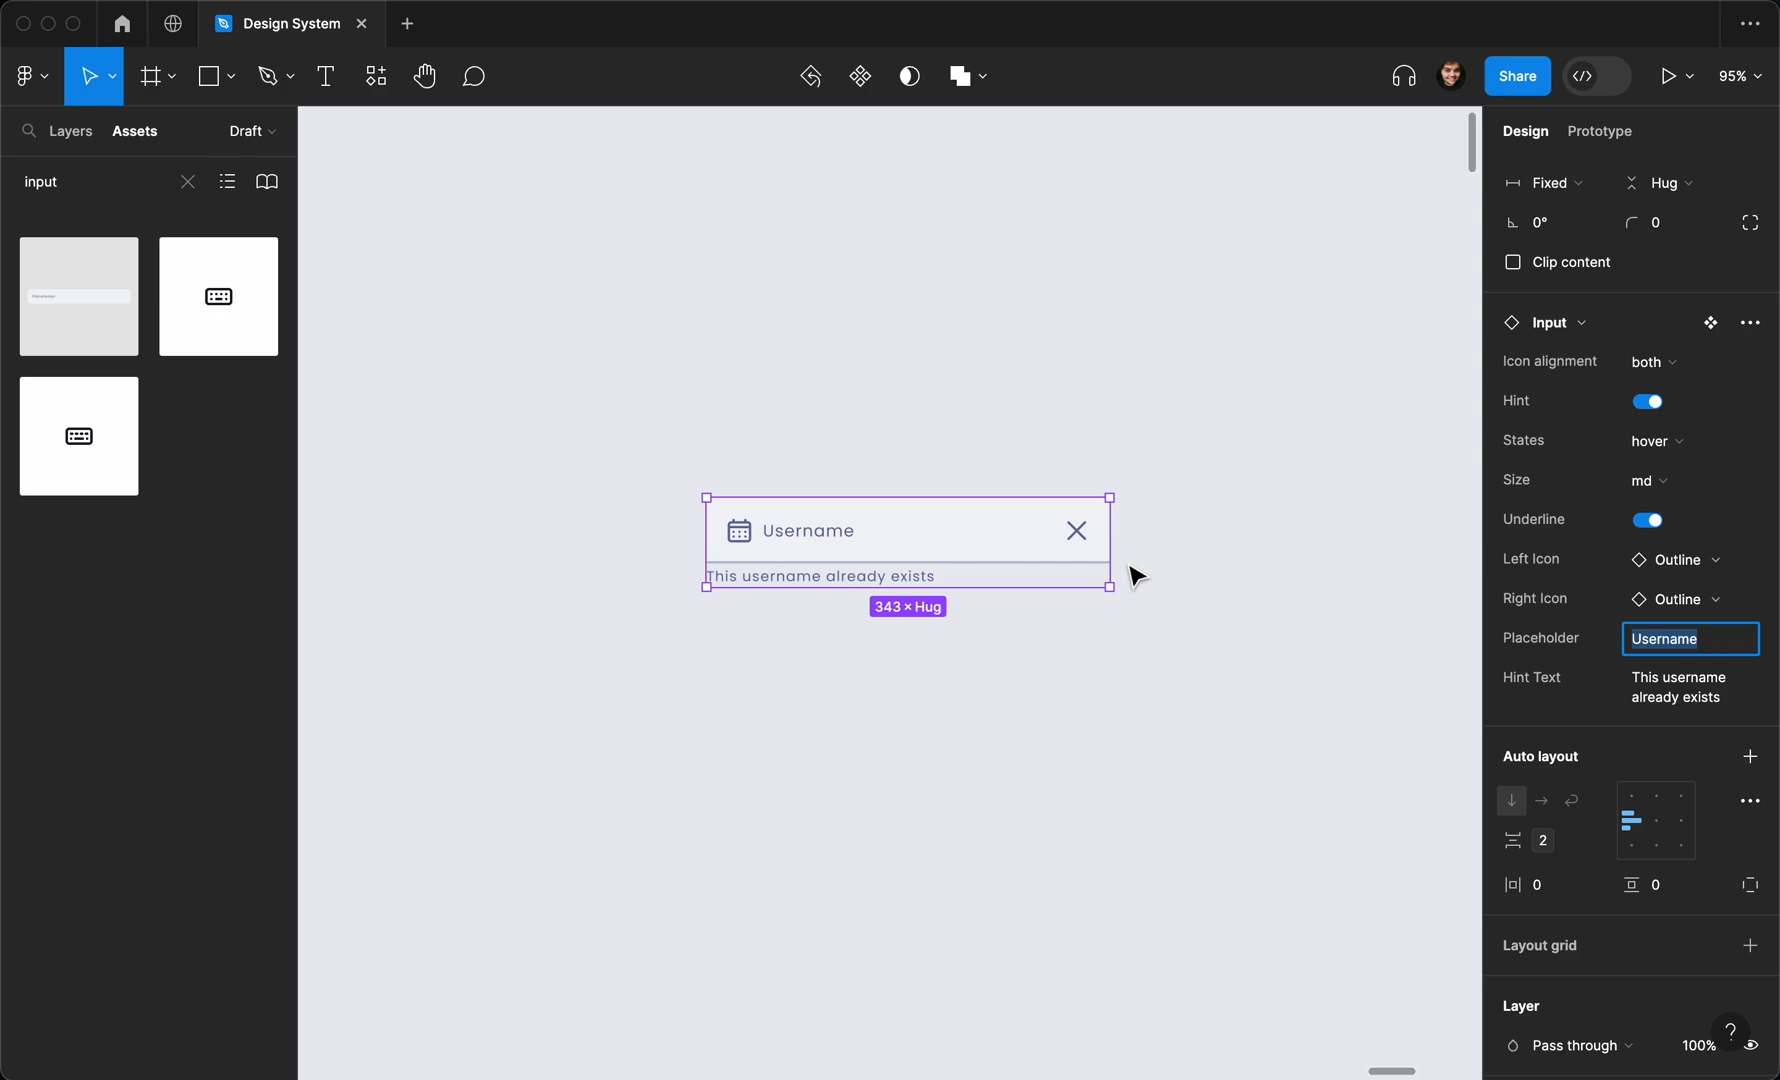 Design System
Share
95%
Layers
Assets
Draft
input
Placeholder
Username
This username already exists
343 × Hug
Design
Prototype
Fixed
Hug
0°
0
Clip content
Input
Icon alignment
both
Hint
States
hover
Size
md
Underline
Left Icon
Outline
Right Icon
Outline
Placeholder
Username
Hint Text
This username
already exists
Auto layout
2
0
0
Layout grid
Layer
Pass through
100%
?